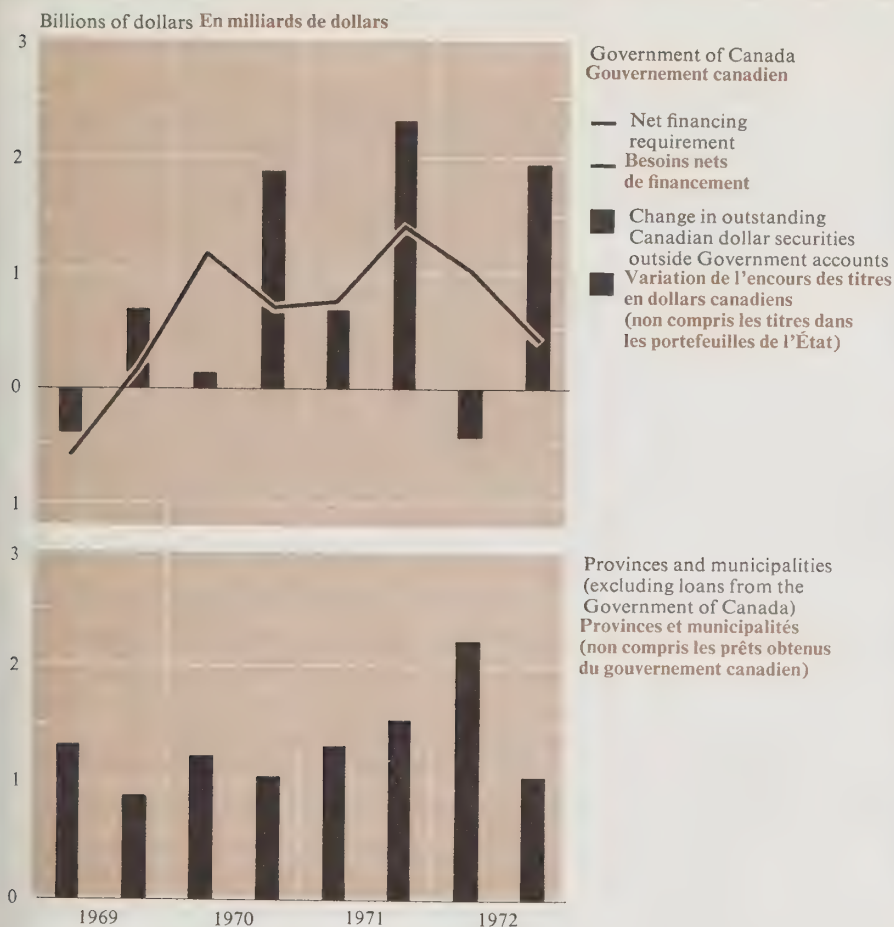 Billions of dollars En milliards de dollars
3
2
1
0
1
Government of Canada
Gouvernement canadien
Net financing
requirement
Besoins nets
de financement
Change in outstanding
Canadian dollar securities
outside Government accounts
Variation de l'encours des titres
en dollars canadiens
(non compris les titres dans
les portefeuilles de l'État)
3
2
1
0
Provinces and municipalities
(excluding loans from the
Government of Canada)
Provinces et municipalités
(non compris les prêts obtenus
du gouvernement canadien)
1969 1970 1971 1972